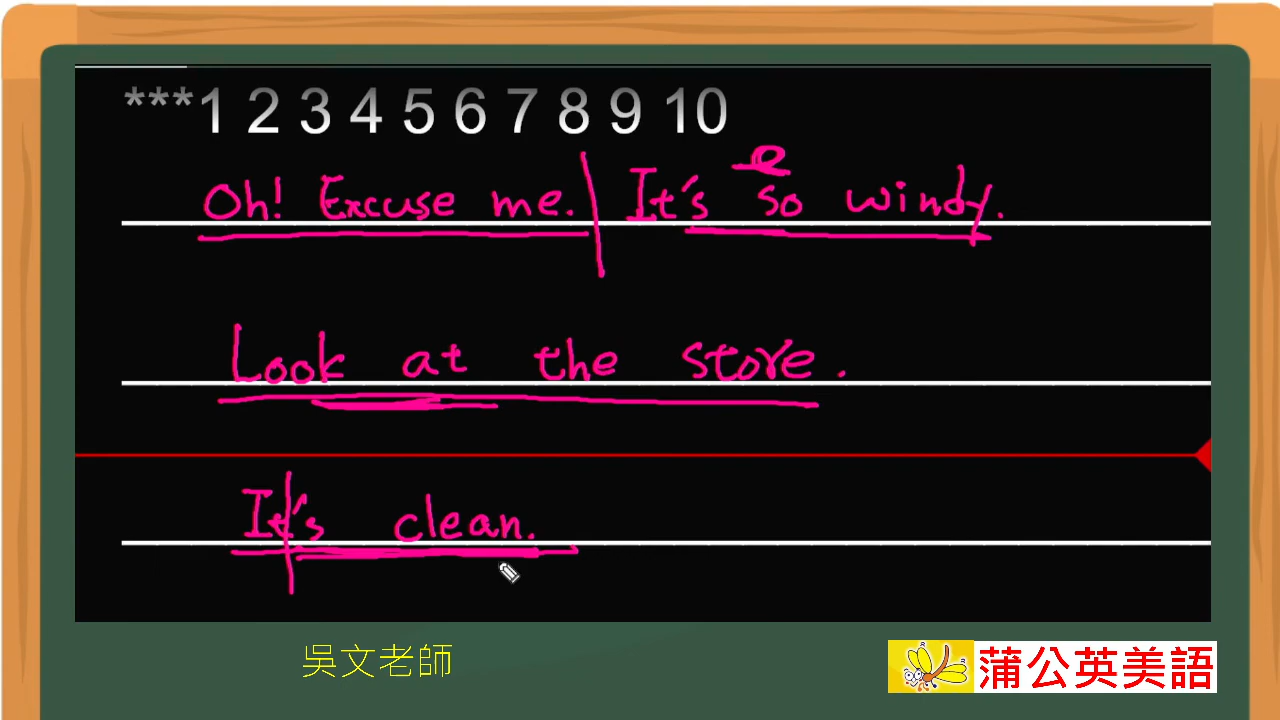 ***1 2 3 4 5 6 7 8 9 10
Oh! Excuse me. It's so windy.
Look at the store.
It's clean.
吳文老師
蒲公英美語